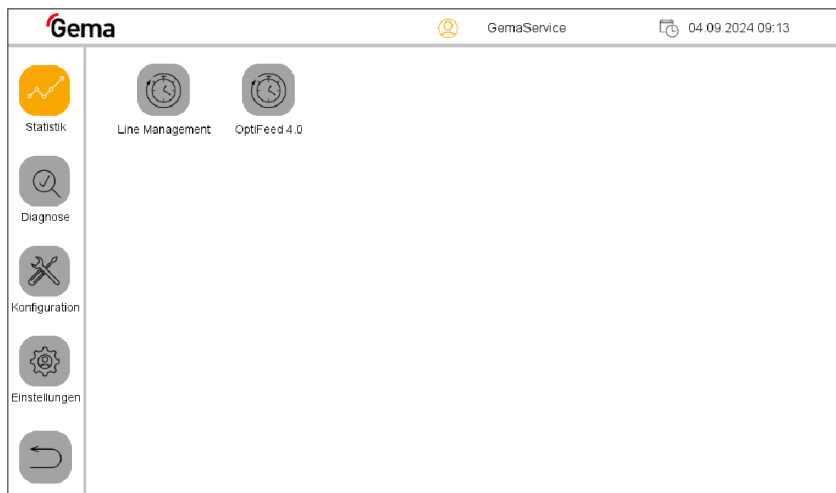 Gema
GemaService
04.09.2024 09:13
Statistik
Line Management
OptiFeed 4.0
Diagnose
Konfiguration
Einstellungen